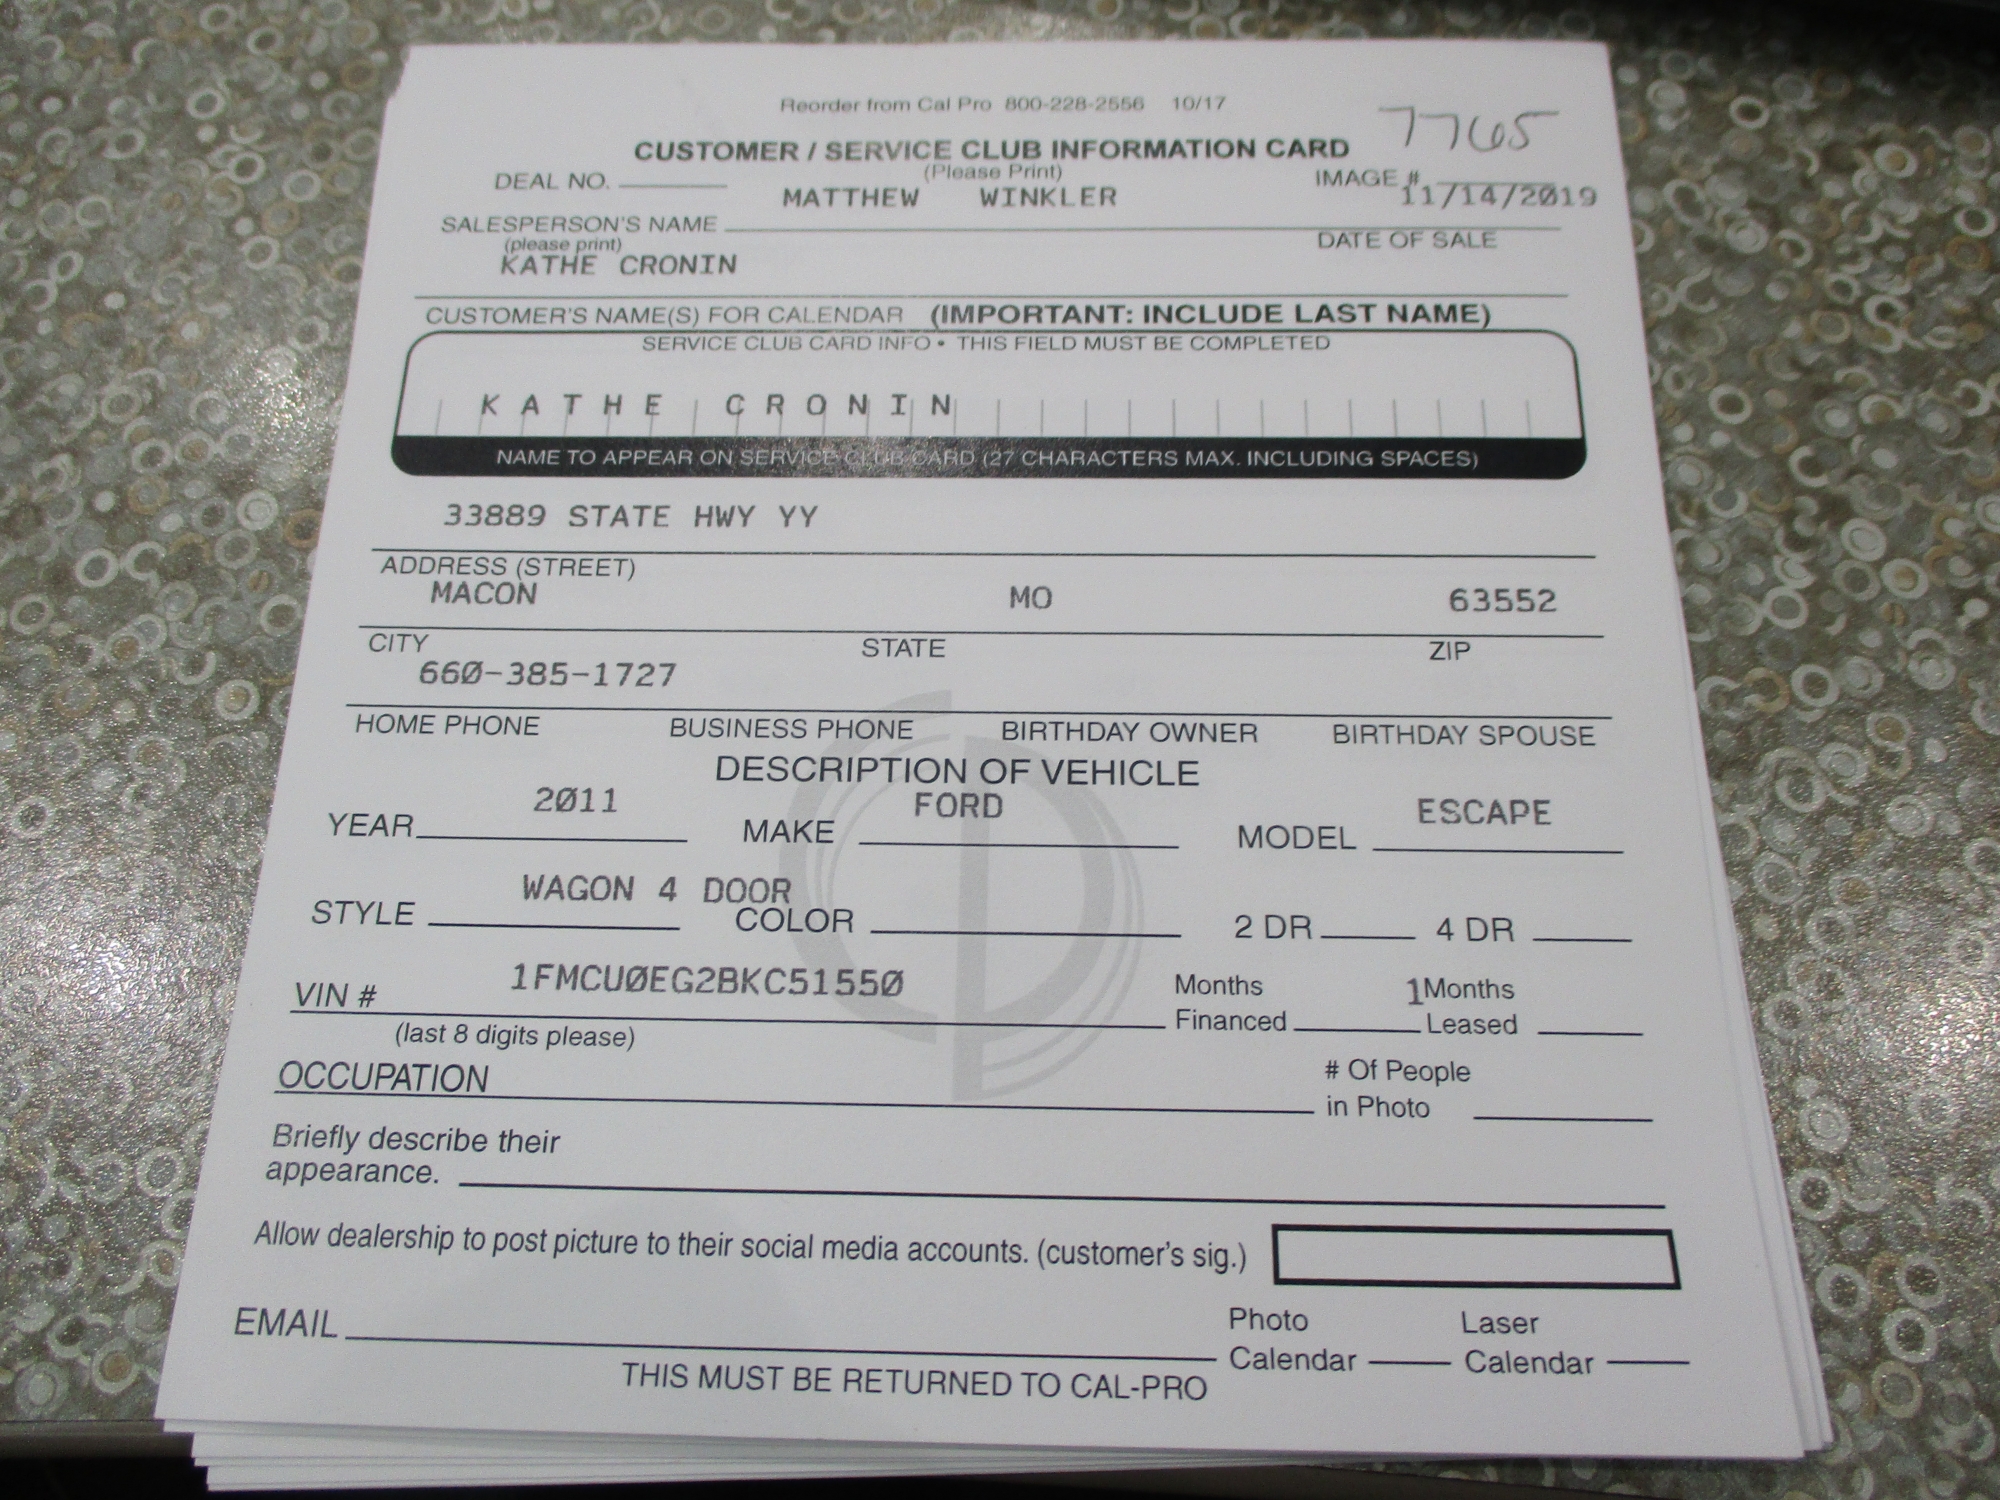 Reorder from Cal Pro 800-228-2556 10/17
7765
CUSTOMER / SERVICE CLUB INFORMATION CARD
(Please Print)
DEAL NO. IMAGE #
MATTHEW WINKLER 11/14/2019
SALESPERSON'S NAME DATE OF SALE
(please print)
KATHE CRONIN
CUSTOMER'S NAME(S) FOR CALENDAR (IMPORTANT: INCLUDE LAST NAME)
SERVICE CLUB CARD INFO • THIS FIELD MUST BE COMPLETED
KATHE CRONIN
NAME TO APPEAR ON SERVICE CLUB CARD (27 CHARACTERS MAX. INCLUDING SPACES)
33889 STATE HWY YY
ADDRESS (STREET)
MACON MO 63552
CITY STATE ZIP
660-385-1727
HOME PHONE BUSINESS PHONE BIRTHDAY OWNER BIRTHDAY SPOUSE
DESCRIPTION OF VEHICLE
2011 FORD ESCAPE
YEAR MAKE MODEL
WAGON 4 DOOR
STYLE COLOR 2 DR 4 DR
1FMCU0EG2BKC51550 Months 1 Months
VIN # Financed Leased
(last 8 digits please)
OCCUPATION # Of People
in Photo
Briefly describe their
appearance.
Allow dealership to post picture to their social media accounts. (customer's sig.)
EMAIL Photo Laser
Calendar Calendar
THIS MUST BE RETURNED TO CAL-PRO